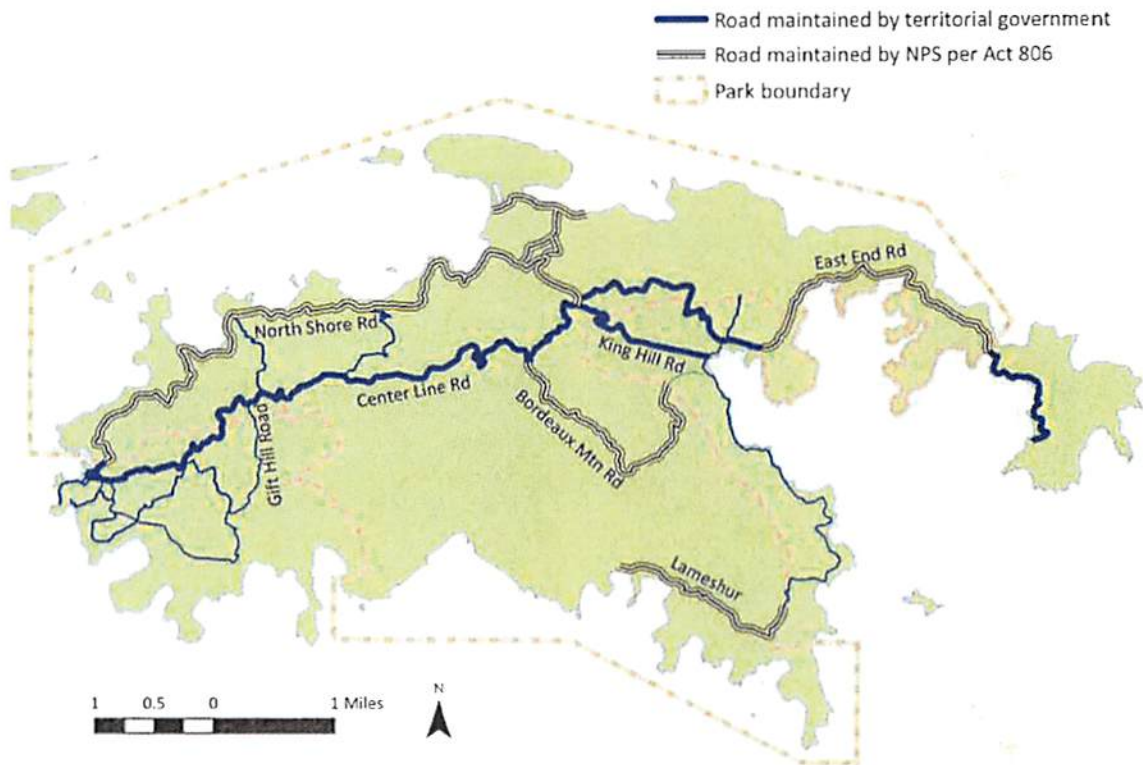 Road maintained by territorial government
Road maintained by NPS per Act 806
Park boundary
East End Rd
North Shore Rd
King Hill Rd
Center Line Rd
Gift Hill Road
Bordeaux Mtn Rd
Lameshur
1 0.5 0 1 Miles
N